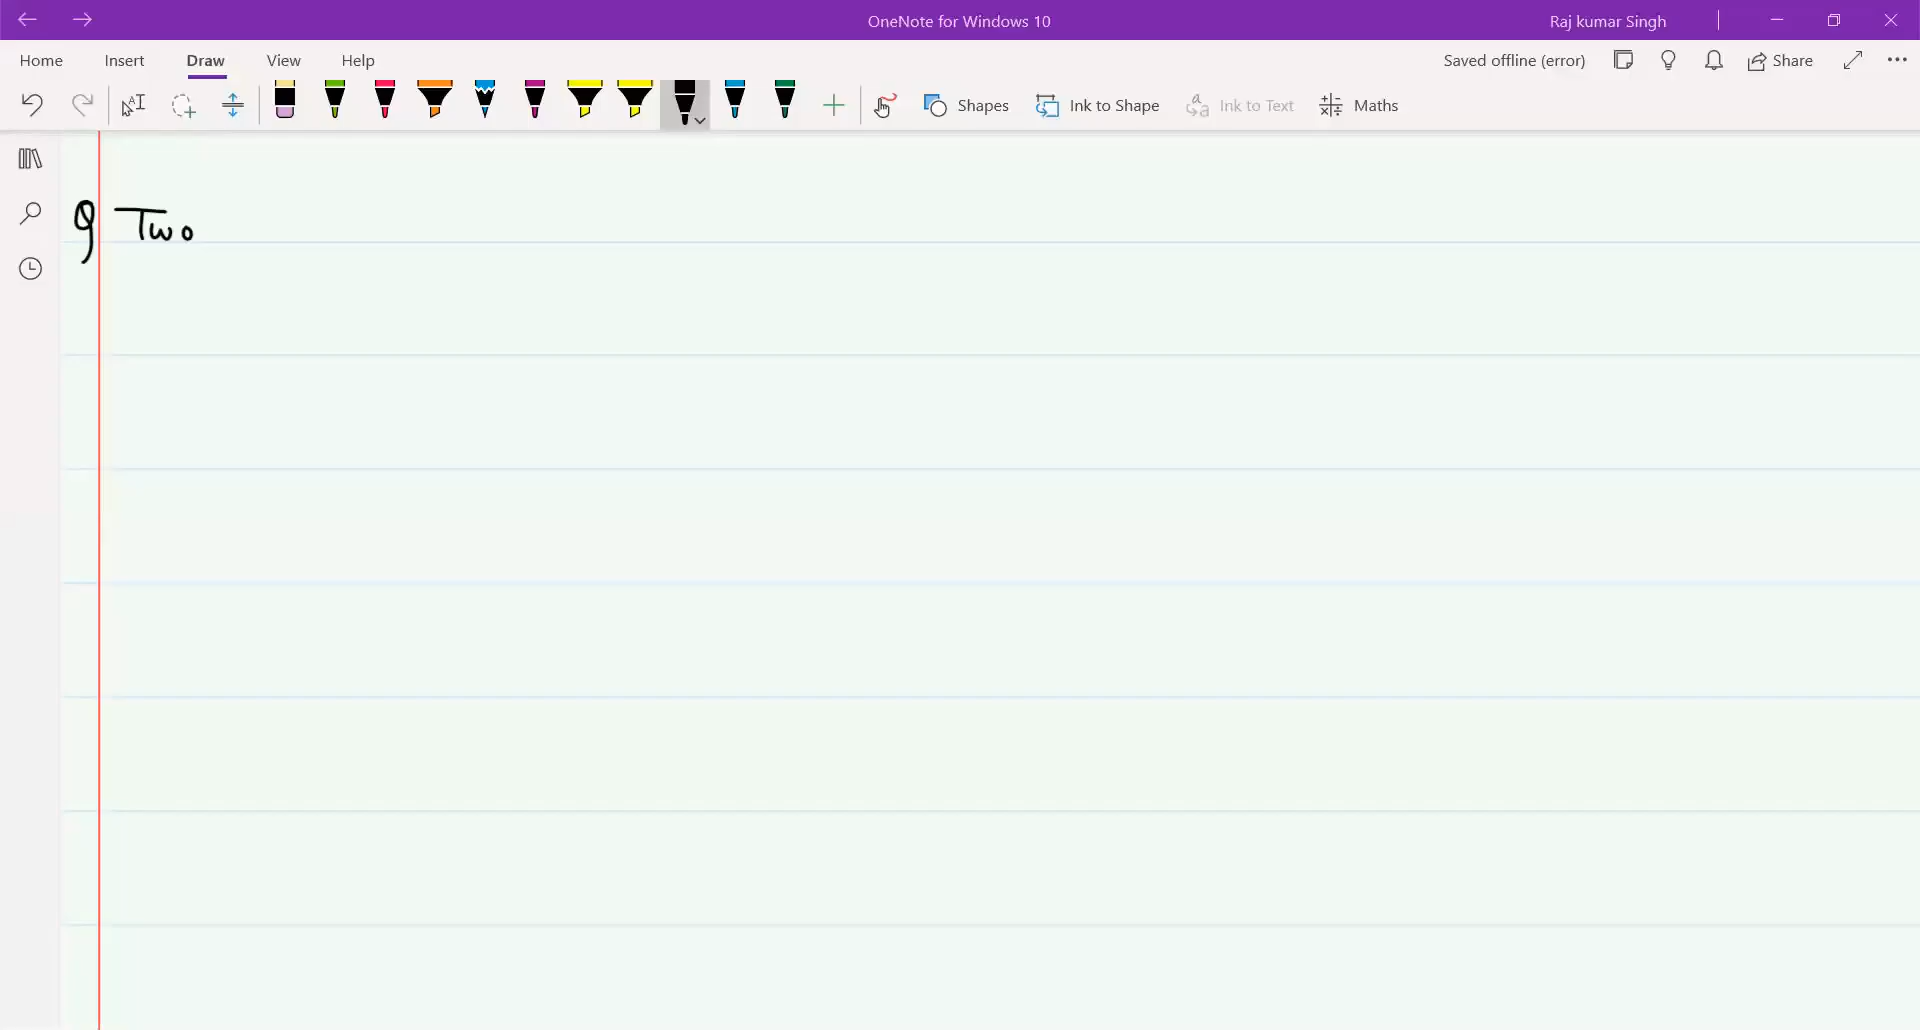 OneNote for Windows 10 Raj kumar Singh
Home Insert Draw View Help Saved offline (error) Share
Shapes Ink to Shape Ink to Text Maths
Q Two